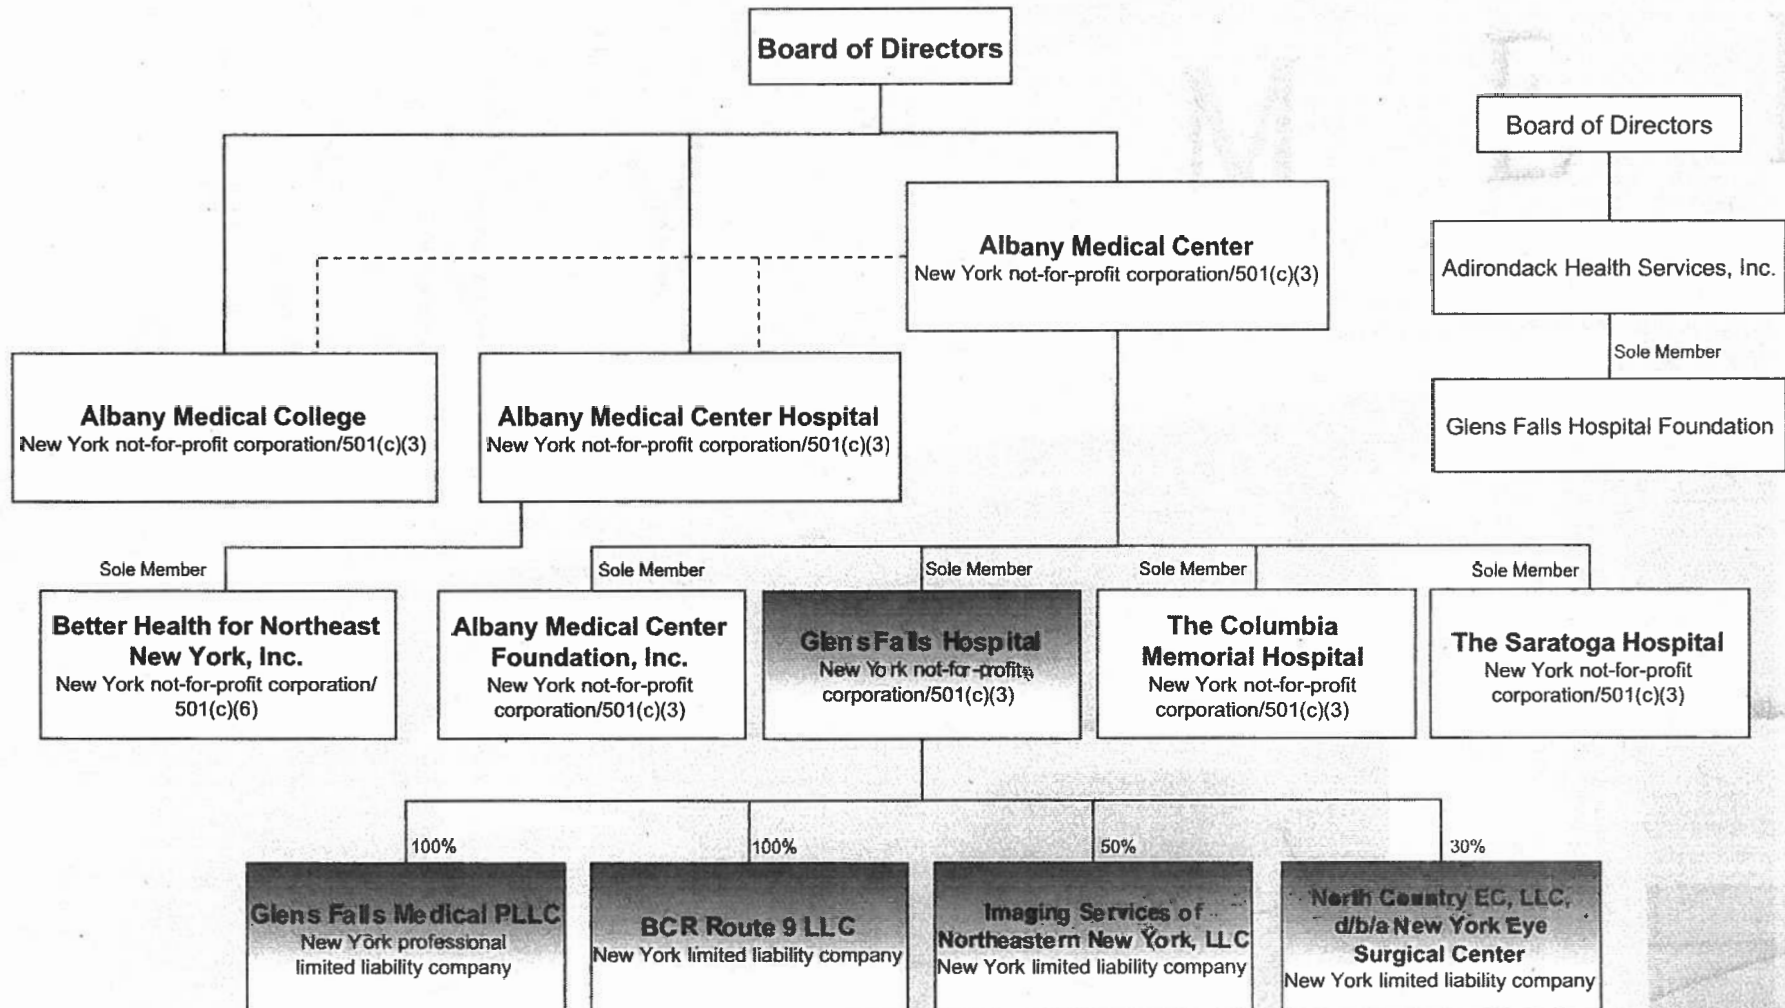 Board of Directors
Board of Directors
Albany Medical Center
New York not-for-profit corporation/501(c)(3)
Adirondack Health Services, Inc.
Sole Member
Glens Falls Hospital Foundation
Albany Medical College
New York not-for-profit corporation/501(c)(3)
Albany Medical Center Hospital
New York not-for-profit corporation/501(c)(3)
Sole Member
Better Health for Northeast
New York, Inc.
New York not-for-profit corporation/
501(c)(6)
Sole Member
Albany Medical Center
Foundation, Inc.
New York not-for-profit
corporation/501(c)(3)
Sole Member
Glens Falls Hospital
New York not-for-profit
corporation/501(c)(3)
Sole Member
The Columbia
Memorial Hospital
New York not-for-profit
corporation/501(c)(3)
Sole Member
The Saratoga Hospital
New York not-for-profit
corporation/501(c)(3)
100%
Glens Falls Medical PLLC
New York professional
limited liability company
100%
BCR Route 9 LLC
New York limited liability company
50%
Imaging Services of
Northeastern New York, LLC
New York limited liability company
30%
North Country EC, LLC,
d/b/a New York Eye
Surgical Center
New York limited liability company